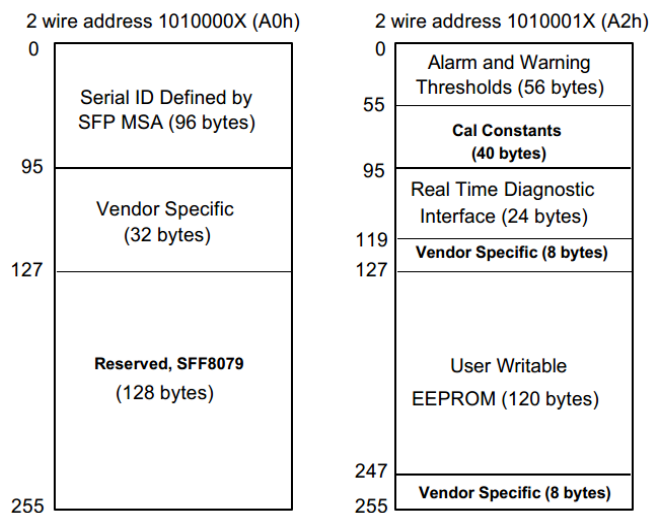 2 wire address 1010000X (A0h)
0
Serial ID Defined by
SFP MSA (96 bytes)
95
Vendor Specific
(32 bytes)
127
Reserved, SFF8079
(128 bytes)
255
2 wire address 1010001X (A2h)
0
Alarm and Warning
Thresholds (56 bytes)
55
Cal Constants
(40 bytes)
95
Real Time Diagnostic
Interface (24 bytes)
119
Vendor Specific (8 bytes)
127
User Writable
EEPROM (120 bytes)
247
Vendor Specific (8 bytes)
255